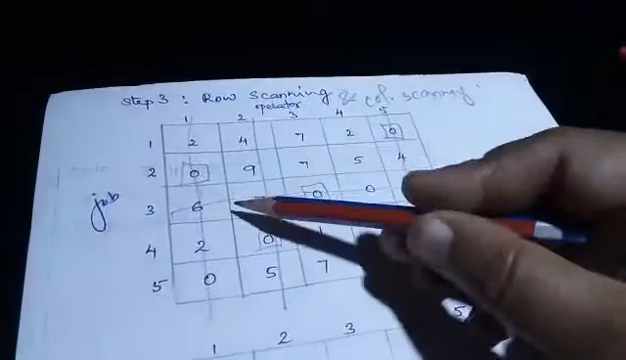 step 3 : Row scanning & col. scanning
operator
1 2 3 4 5
1 2 4 7 2 0
2 0 9 7 5 4
job
3 6 0 0
4 2 0 1
5 0 5 7
5
1 2 3